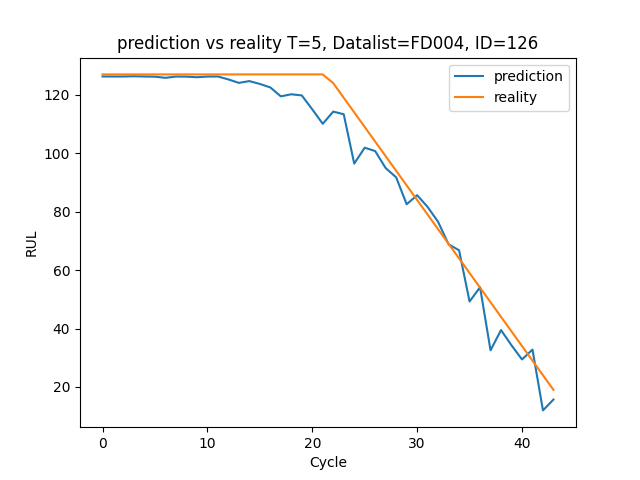 prediction vs reality T=5, Datalist=FD004, ID=126
prediction
reality
120
100
80
60
40
20
RUL
0 10 20 30 40
Cycle